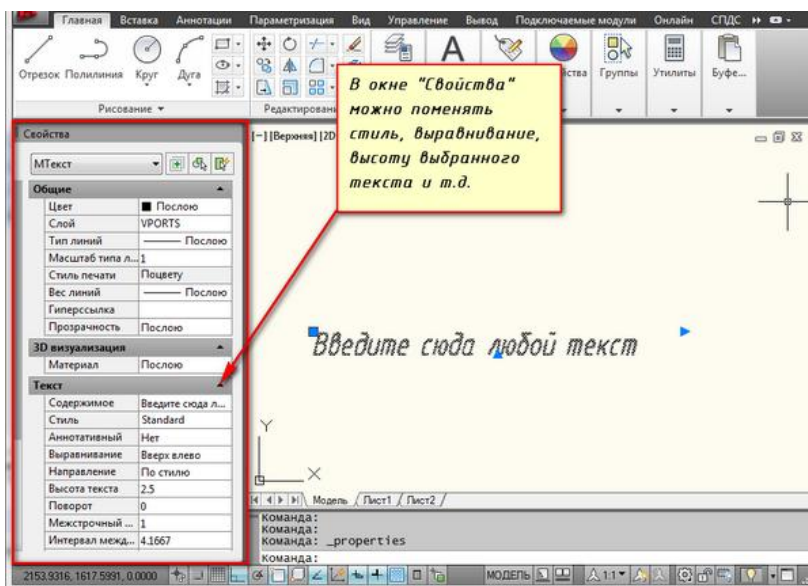 Главная Вставка Аннотации Параметризация Вид Управление Вывод Подключаемые модули Онлайн СПДС
Отрезок Полилиния Круг Дуга
Группы Утилиты Буфе...
Рисование
В окне "Свойства"
можно поменять
стиль, выравнивание,
высоту выбранного
текста и т.д.
Свойства
МТекст
Общие
Цвет Послою
Слой VPORTS
Тип линий Послою
Масштаб типа л... 1
Стиль печати Поцвету
Вес линий Послою
Гиперссылка
Прозрачность Послою
3D визуализация
Материал Послою
Текст
Содержимое Введите сюда л...
Стиль Standard
Аннотативный Нет
Выравнивание Вверх влево
Направление По стилю
Высота текста 2.5
Поворот 0
Межстрочный ... 1
Интервал межд... 4.1667
[−][Верхняя][2D
Введите сюда любой текст
Y
X
Модель Лист1 Лист2
Команда:
Команда:
Команда: _properties
Команда:
2153.9316, 1617.5991, 0.0000 МОДЕЛЬ 1:1